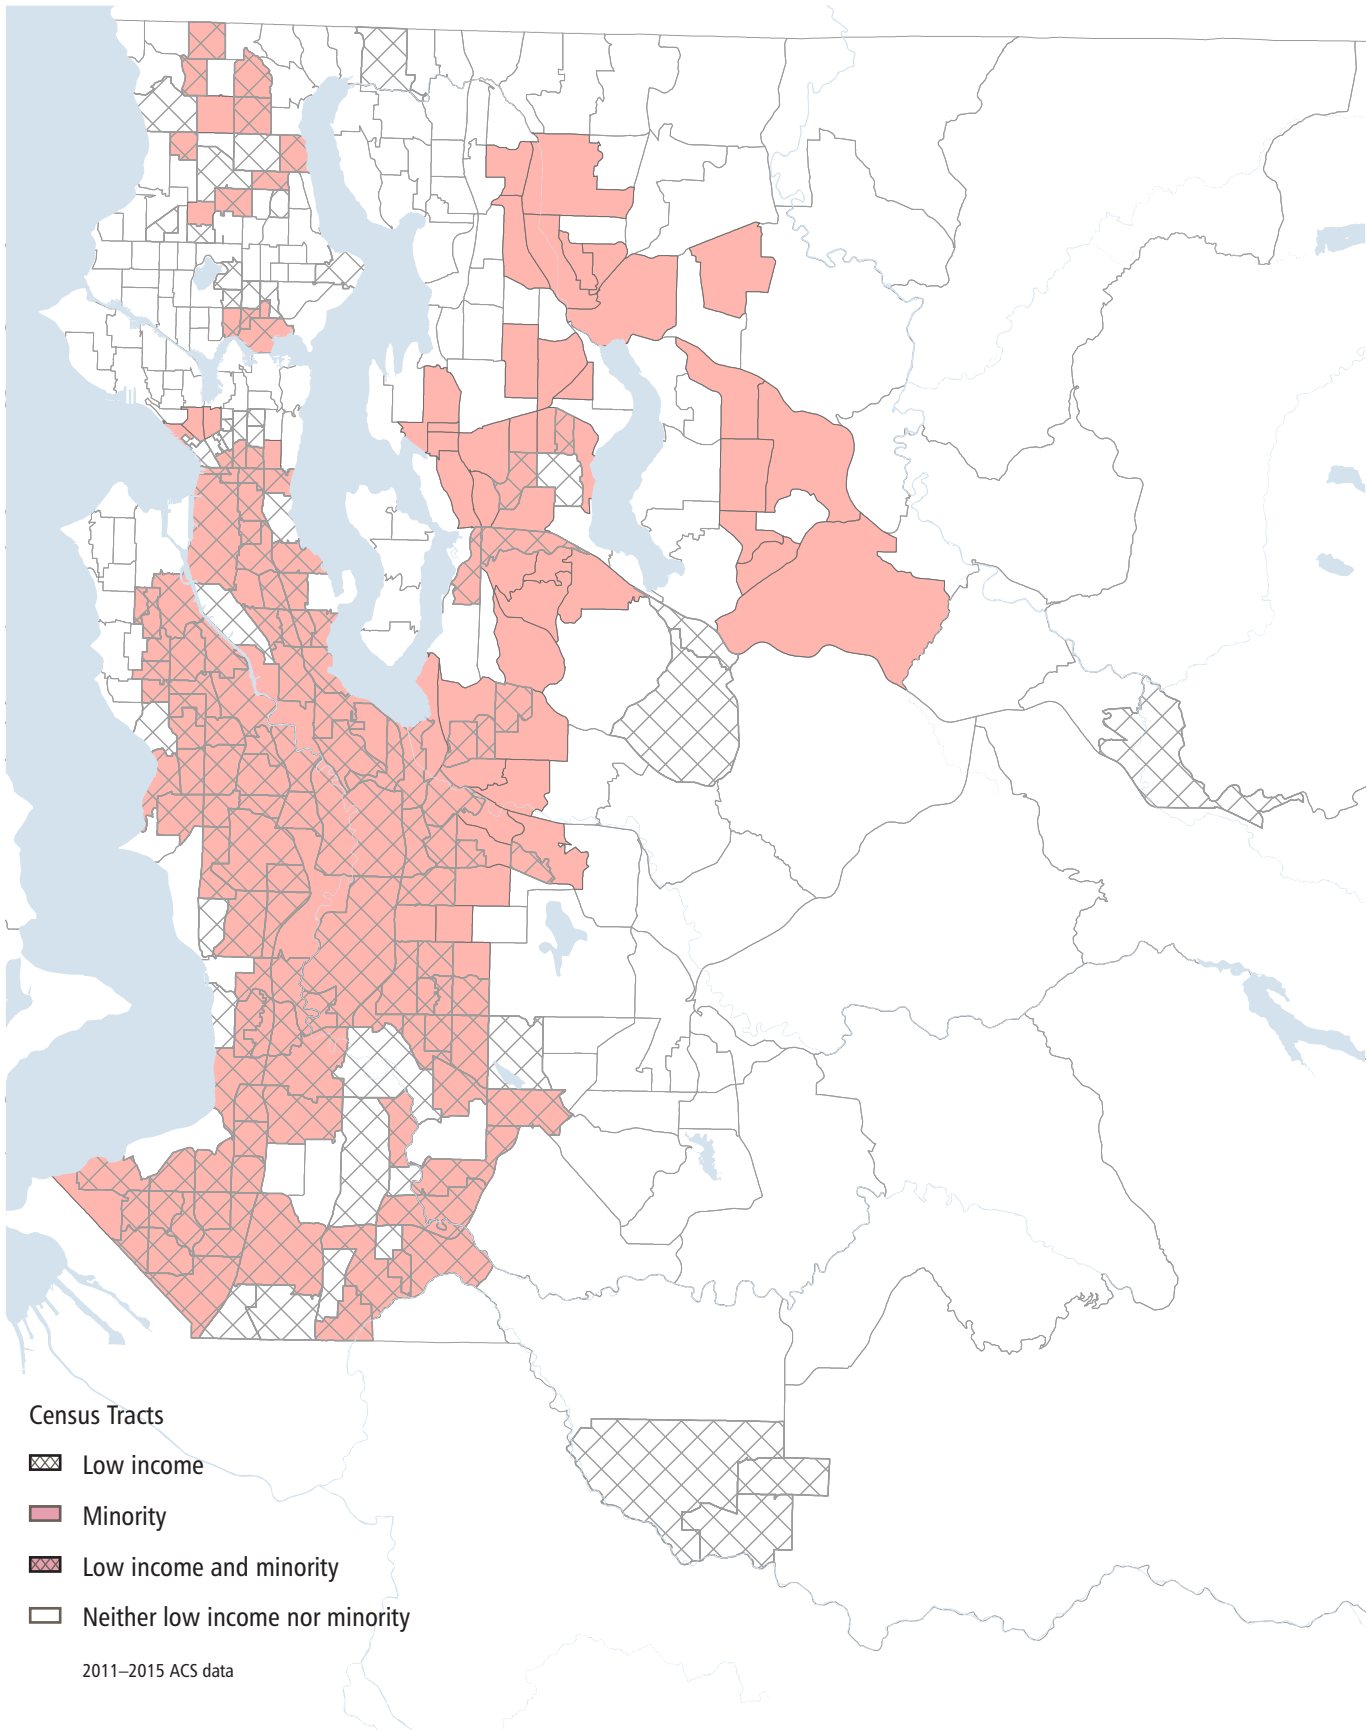 Census Tracts
Low income
Minority
Low income and minority
Neither low income nor minority
2011–2015 ACS data